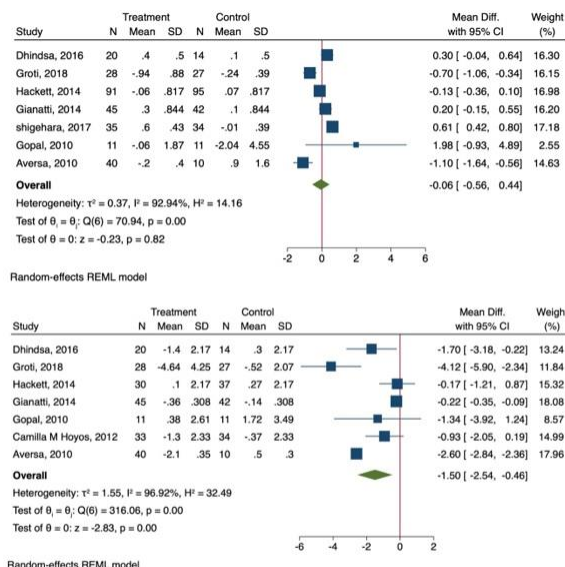 Treatment Control Mean Diff. Weight
Study N Mean SD N Mean SD with 95% CI (%)
Dhindsa, 2016 20 .4 .5 14 .1 .5 0.30 [ -0.04, 0.64] 16.30
Groti, 2018 28 -.94 .88 27 -.24 .39 -0.70 [ -1.06, -0.34] 16.15
Hackett, 2014 91 -.06 .817 95 .07 .817 -0.13 [ -0.36, 0.10] 16.98
Gianatti, 2014 45 .3 .844 42 .1 .844 0.20 [ -0.15, 0.55] 16.20
shigehara, 2017 35 .6 .43 34 -.01 .39 0.61 [ 0.42, 0.80] 17.18
Gopal, 2010 11 -.06 1.87 11 -2.04 4.55 1.98 [ -0.93, 4.89] 2.55
Aversa, 2010 40 -.2 .4 10 .9 1.6 -1.10 [ -1.64, -0.56] 14.63
Overall -0.06 [ -0.56, 0.44]
Heterogeneity: τ² = 0.37, I² = 92.94%, H² = 14.16
Test of θᵢ = θⱼ: Q(6) = 70.94, p = 0.00
Test of θ = 0: z = -0.23, p = 0.82
-2 0 2 4 6
Random-effects REML model
Treatment Control Mean Diff. Weigh
Study N Mean SD N Mean SD with 95% CI (%)
Dhindsa, 2016 20 -1.4 2.17 14 .3 2.17 -1.70 [ -3.18, -0.22] 13.24
Groti, 2018 28 -4.64 4.25 27 -.52 2.07 -4.12 [ -5.90, -2.34] 11.84
Hackett, 2014 30 .1 2.17 37 .27 2.17 -0.17 [ -1.21, 0.87] 15.32
Gianatti, 2014 45 -.36 .308 42 -.14 .308 -0.22 [ -0.35, -0.09] 18.08
Gopal, 2010 11 .38 2.61 11 1.72 3.49 -1.34 [ -3.92, 1.24] 8.57
Camilla M Hoyos, 2012 33 -1.3 2.33 34 -.37 2.33 -0.93 [ -2.05, 0.19] 14.99
Aversa, 2010 40 -2.1 .35 10 .5 .3 -2.60 [ -2.84, -2.36] 17.96
Overall -1.50 [ -2.54, -0.46]
Heterogeneity: τ² = 1.55, I² = 96.92%, H² = 32.49
Test of θᵢ = θⱼ: Q(6) = 316.06, p = 0.00
Test of θ = 0: z = -2.83, p = 0.00
-6 -4 -2 0 2
Random-effects REML model